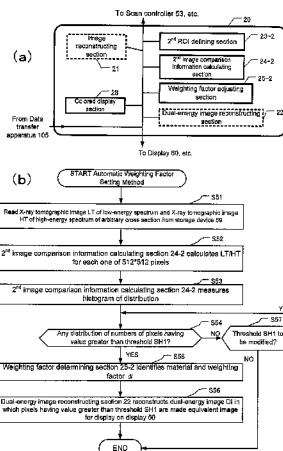 To Scan controller 53, etc.
20
(a)
Image
reconstructing
section
21
2nd ROI defining section
23-2
2nd image comparison
information calculating
section
24-2
25-2
Weighting factor adjusting
section
28
Colored display
section
Dual-energy image reconstructing
section
22
From Data
transfer
apparatus 105
To Display 60, etc.
(b)
START Automatic Weighting Factor
Setting Method
S51
Read X-ray tomographic image LT of low-energy spectrum and X-ray tomographic image
HT of high-energy spectrum of arbitrary cross section from storage device 59
S52
2nd image comparison information calculating section 24-2 calculates LT/HT
for each one of 512*512 pixels
S53
2nd image comparison information calculating section 24-2 measures
histogram of distribution
S54
Any distribution of numbers of pixels having
value greater than threshold SH1?
NO
Y
S57
Threshold SH1 to
be modified?
YES
NO
S55
Weighting factor determining section 25-2 identifies material and weighting
factor di
S56
Dual-energy image reconstructing section 22 reconstructs dual-energy image DI in
which pixels having value greater than threshold SH1 are made equivalent image
for display on display 60
END